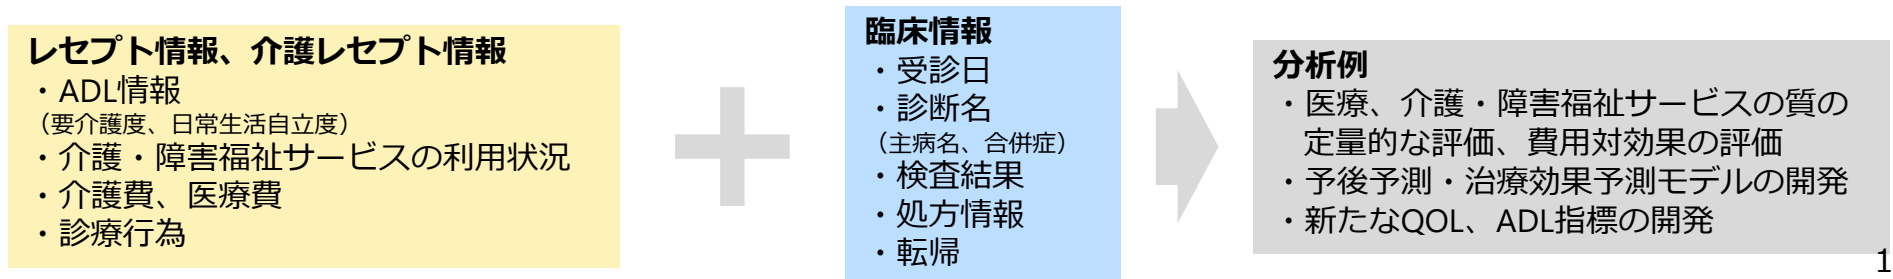 レセプト情報、介護レセプト情報
・ADL情報
（要介護度、日常生活自立度）
・介護・障害福祉サービスの利用状況
・介護費、医療費
・診療行為
臨床情報
・受診日
・診断名
（主病名、合併症）
・検査結果
・処方情報
・転帰
分析例
・医療、介護・障害福祉サービスの質の
定量的な評価、費用対効果の評価
・予後予測・治療効果予測モデルの開発
・新たなQOL、ADL指標の開発
1